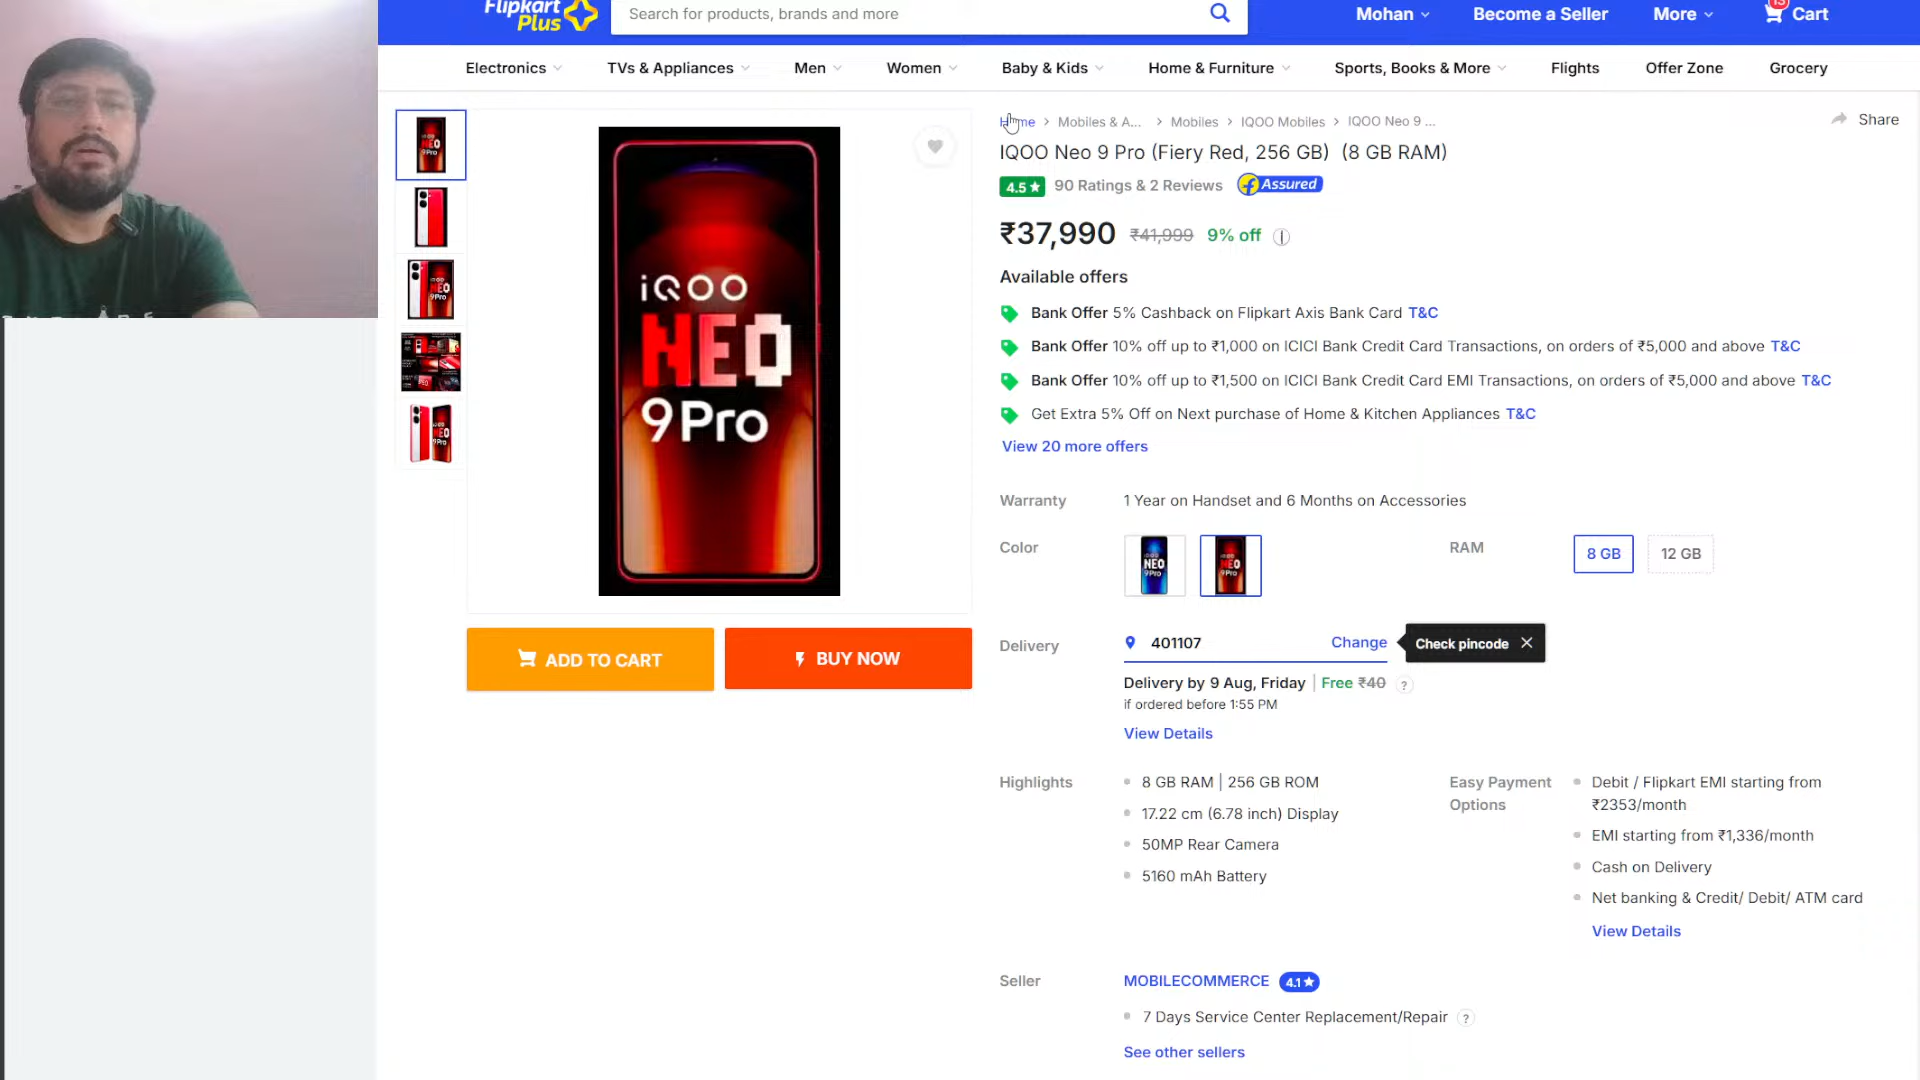 Flipkart
Plus
Search for products, brands and more
Mohan
Become a Seller
More
13
Cart
Electronics
TVs & Appliances
Men
Women
Baby & Kids
Home & Furniture
Sports, Books & More
Flights
Offer Zone
Grocery
Home
Mobiles & A...
Mobiles
IQOO Mobiles
IQOO Neo 9 ...
Share
IQOO Neo 9 Pro (Fiery Red, 256 GB) (8 GB RAM)
4.5
90 Ratings & 2 Reviews
Assured
₹37,990 ₹41,999 9% off
Available offers
Bank Offer 5% Cashback on Flipkart Axis Bank Card T&C
Bank Offer 10% off up to ₹1,000 on ICICI Bank Credit Card Transactions, on orders of ₹5,000 and above T&C
Bank Offer 10% off up to ₹1,500 on ICICI Bank Credit Card EMI Transactions, on orders of ₹5,000 and above T&C
Get Extra 5% Off on Next purchase of Home & Kitchen Appliances T&C
View 20 more offers
iQOO
NEO
9Pro
ADD TO CART
BUY NOW
Warranty
1 Year on Handset and 6 Months on Accessories
Color
NEO
9Pro
NEO
9Pro
RAM
8 GB
12 GB
Delivery
401107
Change
Check pincode
Delivery by 9 Aug, Friday | Free ₹40 ?
if ordered before 1:55 PM
View Details
Highlights
8 GB RAM | 256 GB ROM
17.22 cm (6.78 inch) Display
50MP Rear Camera
5160 mAh Battery
Easy Payment
Options
Debit / Flipkart EMI starting from
₹2353/month
EMI starting from ₹1,336/month
Cash on Delivery
Net banking & Credit/ Debit/ ATM card
View Details
Seller
MOBILECOMMERCE
4.1
7 Days Service Center Replacement/Repair ?
See other sellers